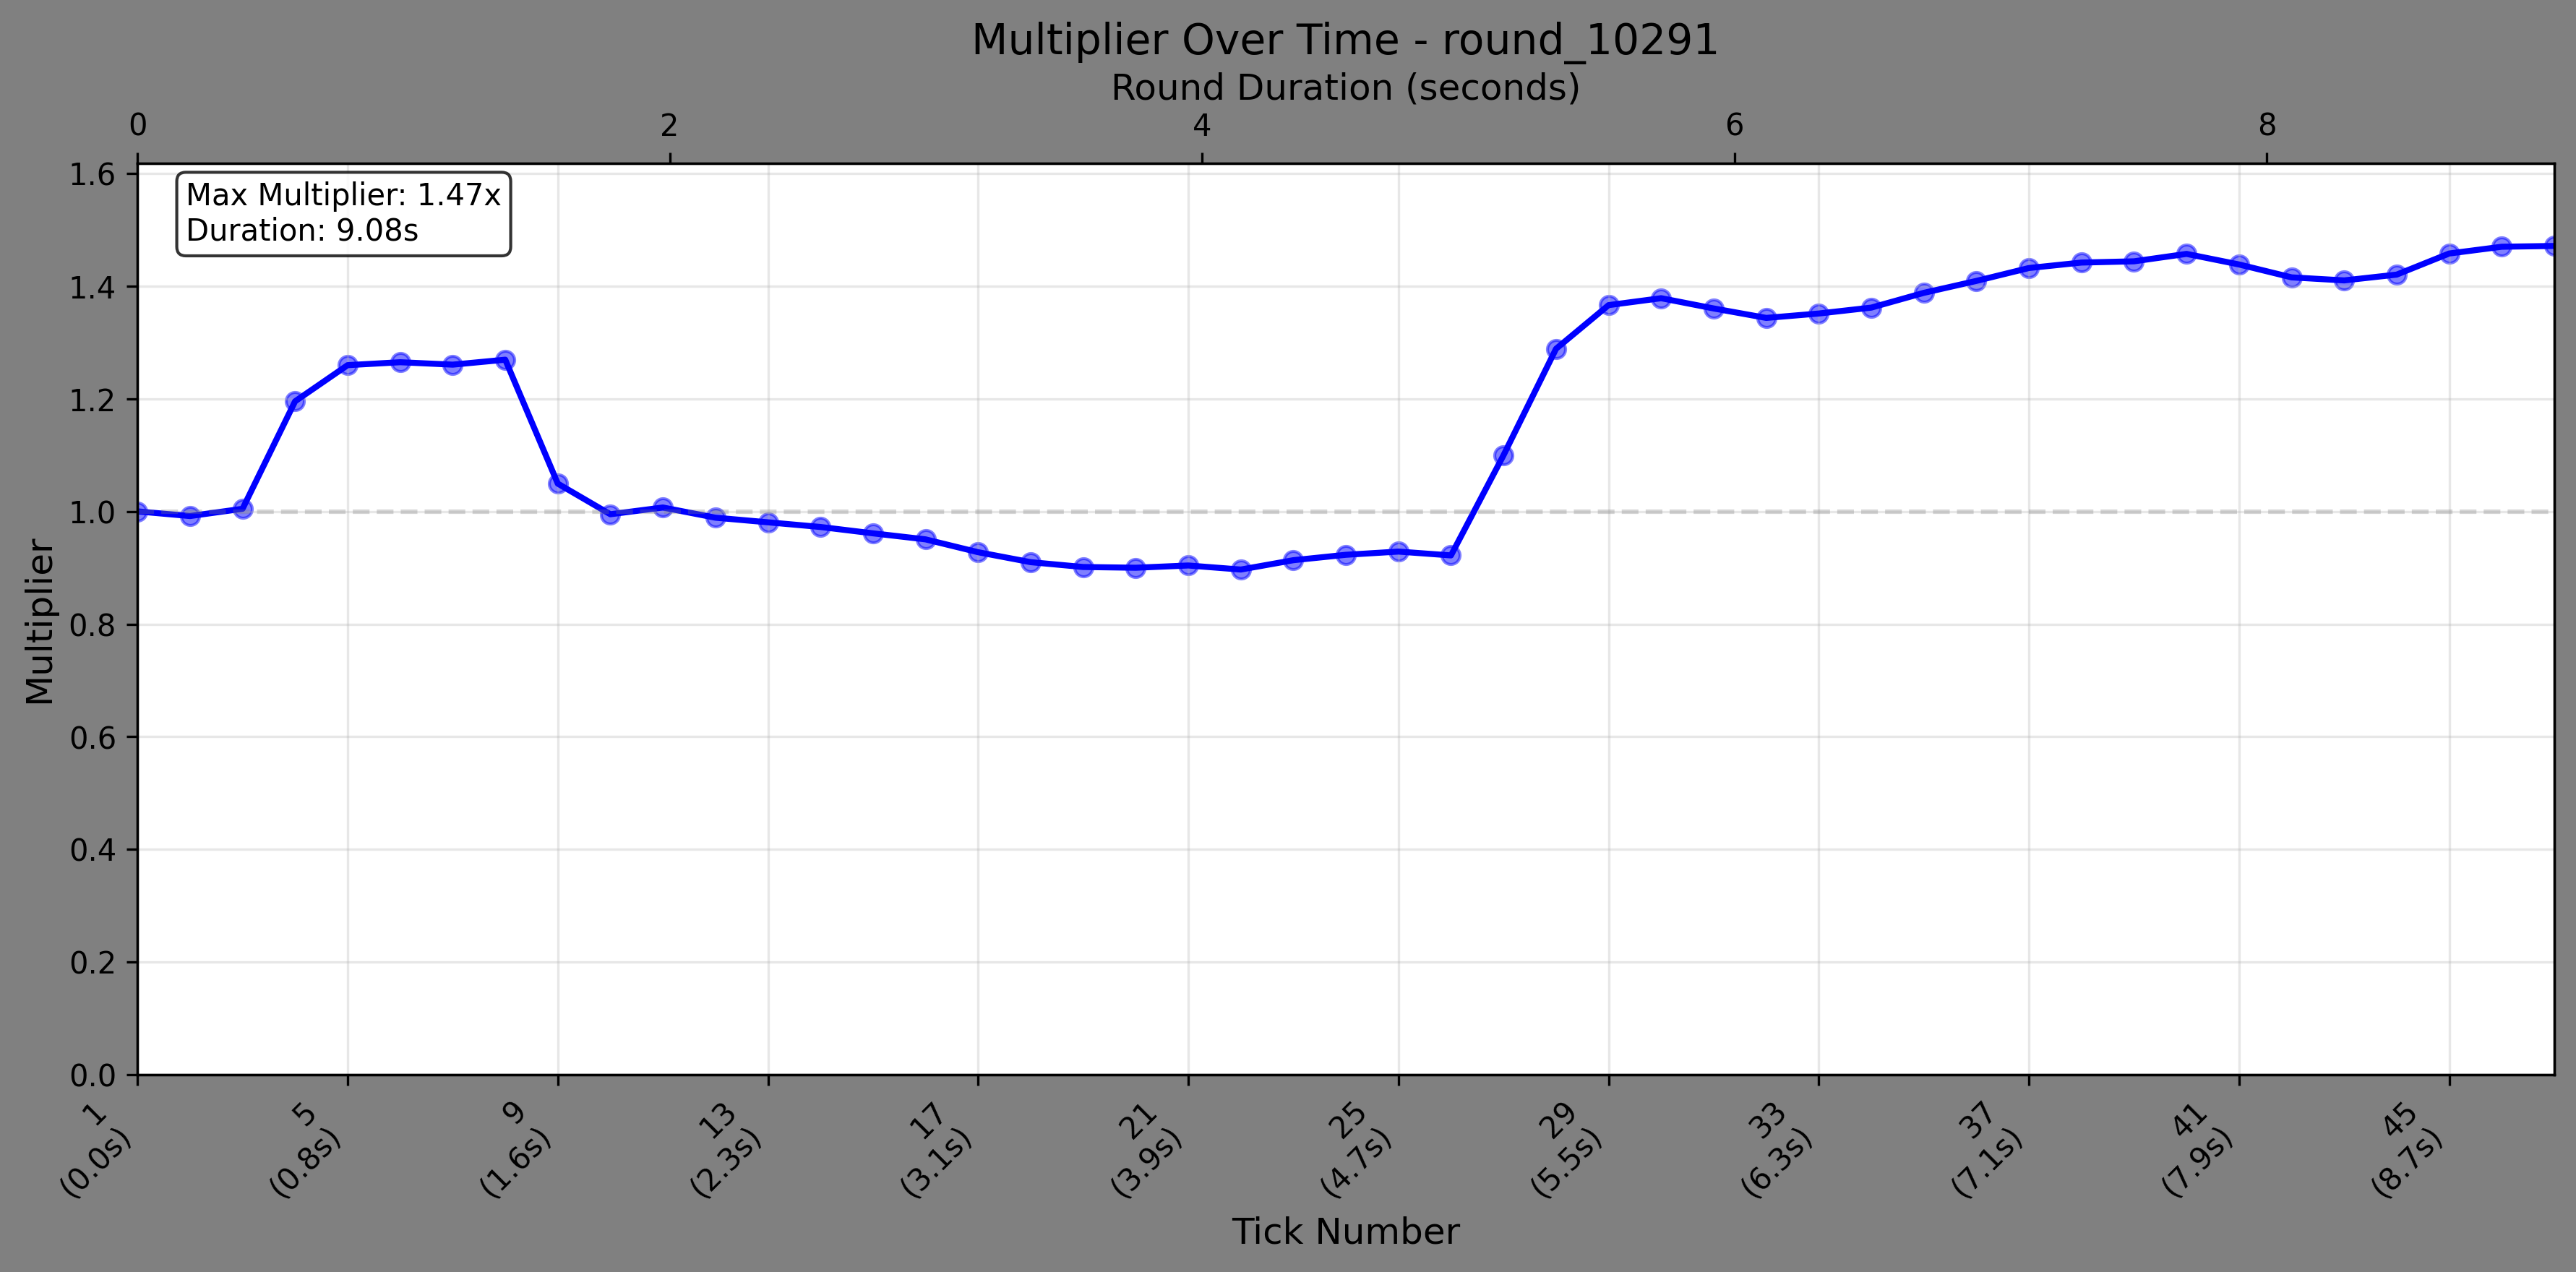 Multiplier Over Time - round_10291
Round Duration (seconds)
0 2 4 6 8
Max Multiplier: 1.47x
Duration: 9.08s
Multiplier
1.6
1.4
1.2
1.0
0.8
0.6
0.4
0.2
0.0
1 (0.0s)
5 (0.8s)
9 (1.6s)
13 (2.3s)
17 (3.1s)
21 (3.9s)
25 (4.7s)
29 (5.5s)
33 (6.3s)
37 (7.1s)
41 (7.9s)
45 (8.7s)
Tick Number